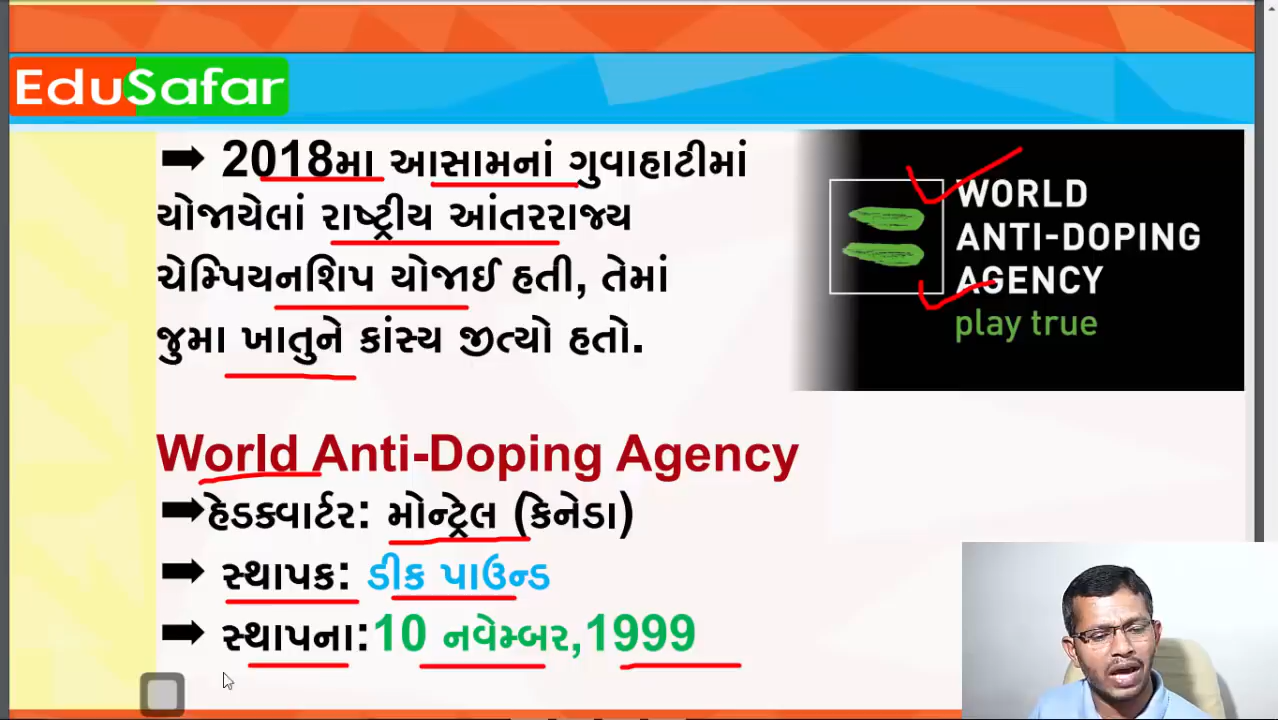 EduSafar
➡ 2018મા આસામનાં ગુવાહાટીમાં
યોજાયેલાં રાષ્ટ્રીય આંતરરાજ્ય
ચેમ્પિયનશિપ યોજાઈ હતી, તેમાં
જુમા ખાતુને કાંસ્ય જીત્યો હતો.
WORLD
ANTI-DOPING
AGENCY
play true
World Anti-Doping Agency
➡હેડક્વાર્ટર: મોન્ટ્રેલ (કેનેડા)
➡ સ્થાપક: ડીક પાઉન્ડ
➡ સ્થાપના:10 નવેમ્બર,1999